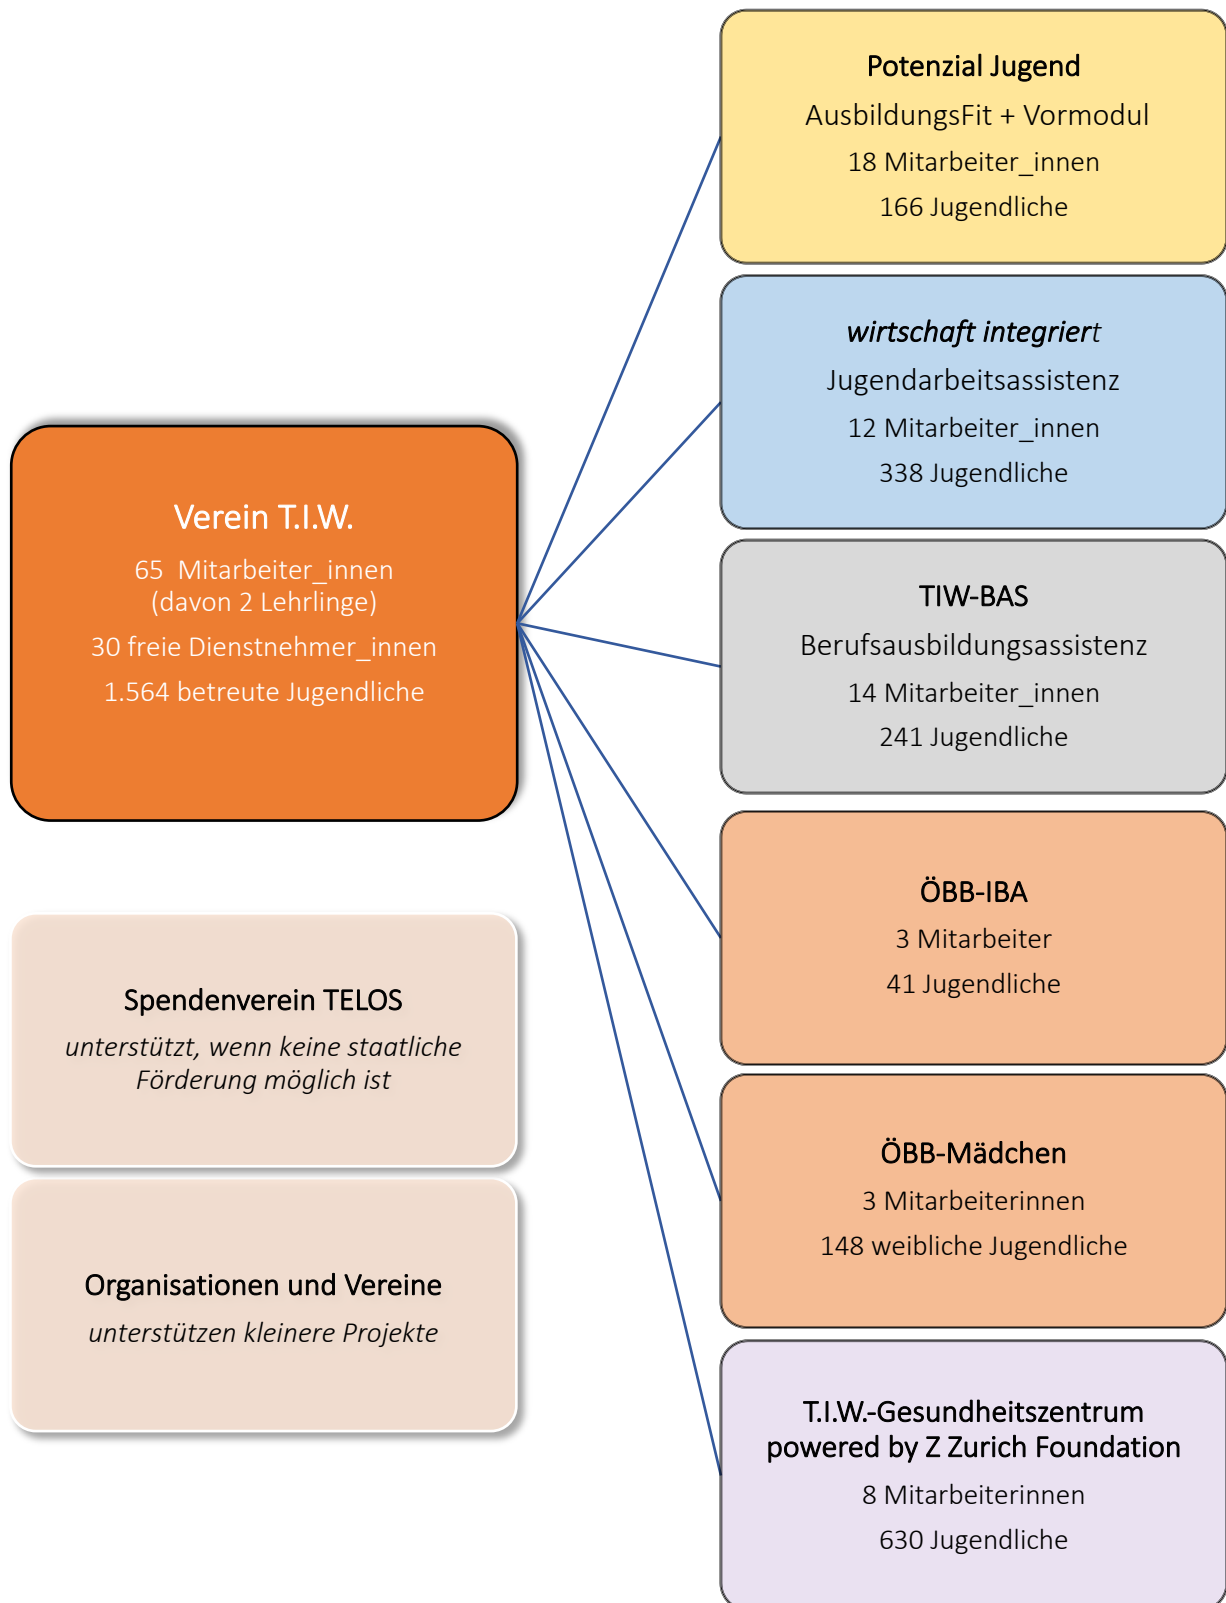 Verein T.I.W.
65 Mitarbeiter_innen
(davon 2 Lehrlinge)
30 freie Dienstnehmer_innen
1.564 betreute Jugendliche
Spendenverein TELOS
unterstützt, wenn keine staatliche
Förderung möglich ist
Organisationen und Vereine
unterstützen kleinere Projekte
Potenzial Jugend
AusbildungsFit + Vormodul
18 Mitarbeiter_innen
166 Jugendliche
wirtschaft integriert
Jugendarbeitsassistenz
12 Mitarbeiter_innen
338 Jugendliche
TIW-BAS
Berufsausbildungsassistenz
14 Mitarbeiter_innen
241 Jugendliche
ÖBB-IBA
3 Mitarbeiter
41 Jugendliche
ÖBB-Mädchen
3 Mitarbeiterinnen
148 weibliche Jugendliche
T.I.W.-Gesundheitszentrum
powered by Z Zurich Foundation
8 Mitarbeiterinnen
630 Jugendliche